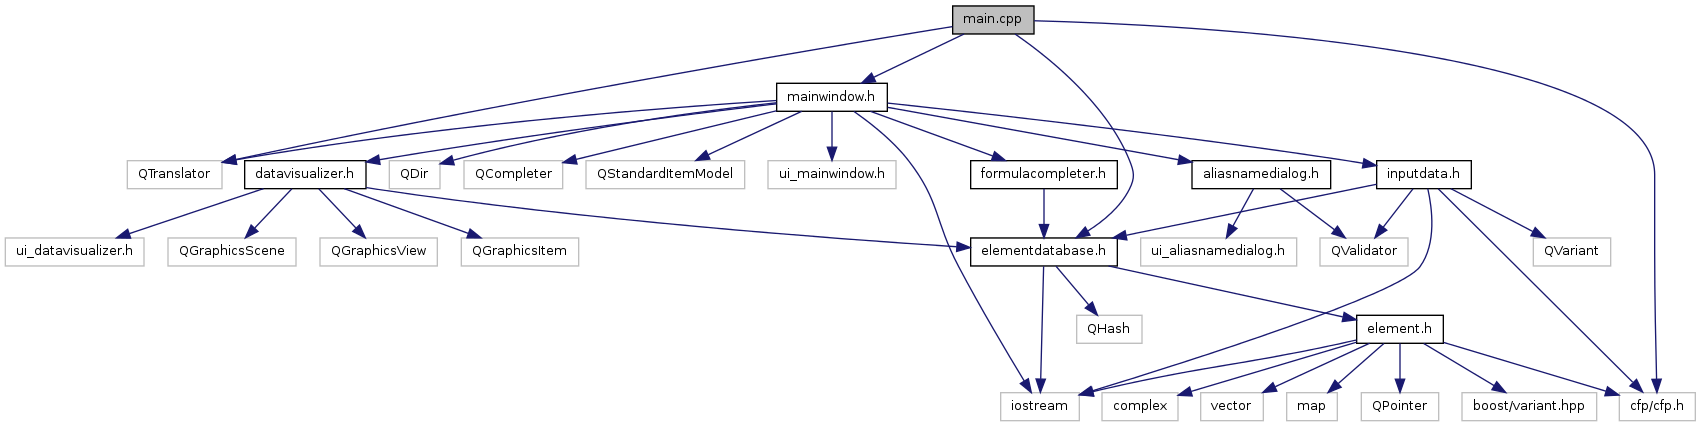 main.cpp
mainwindow.h
QTranslator
datavisualizer.h
QDir
QCompleter
QStandardItemModel
ui_mainwindow.h
formulacompleter.h
aliasnamedialog.h
inputdata.h
ui_datavisualizer.h
QGraphicsScene
QGraphicsView
QGraphicsItem
elementdatabase.h
ui_aliasnamedialog.h
QValidator
QVariant
QHash
element.h
iostream
complex
vector
map
QPointer
boost/variant.hpp
cfp/cfp.h